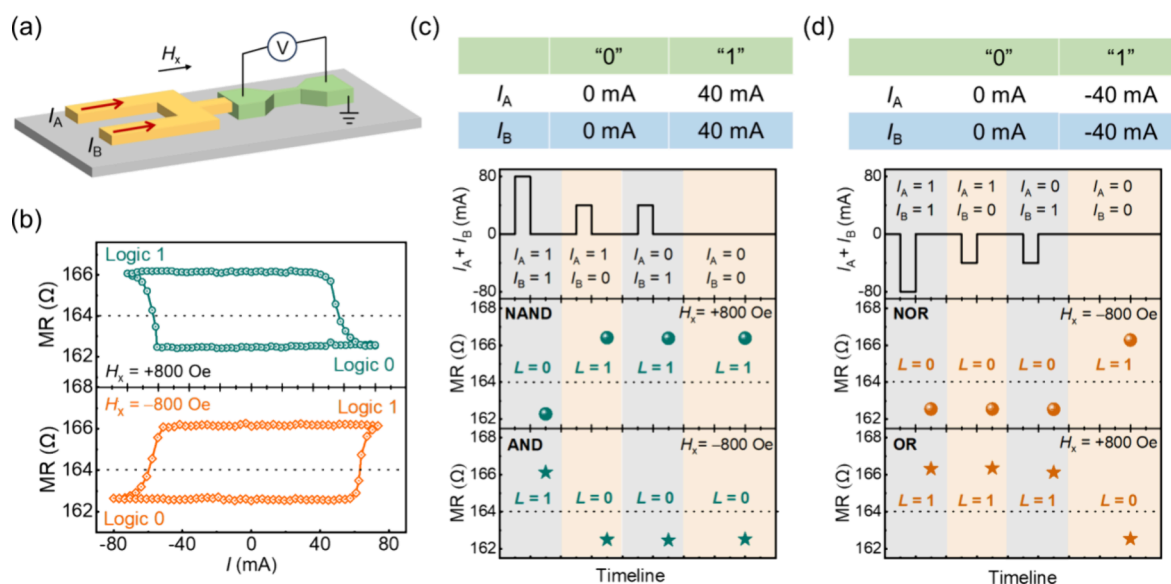 (a)
V
Hx
IA
IB
(b)
Logic 1
Logic 0
Hx = +800 Oe
166
164
162
168
MR (Ω)
Hx = −800 Oe
Logic 1
Logic 0
166
164
162
MR (Ω)
-80 -40 0 40 80
I (mA)
(c)
“0” “1”
IA 0 mA 40 mA
IB 0 mA 40 mA
80
0
-80
IA + IB (mA)
IA = 1 IA = 1 IA = 0 IA = 0
IB = 1 IB = 0 IB = 1 IB = 0
168
166
164
162
MR (Ω)
NAND Hx= +800 Oe
L = 0 L = 1 L = 1 L = 1
168
166
164
162
MR (Ω)
AND Hx= −800 Oe
L = 1 L = 0 L = 0 L = 0
Timeline
(d)
“0” “1”
IA 0 mA -40 mA
IB 0 mA -40 mA
80
0
-80
IA + IB (mA)
IA = 1 IA = 1 IA = 0 IA = 0
IB = 1 IB = 0 IB = 1 IB = 0
168
166
164
162
MR (Ω)
NOR Hx= −800 Oe
L = 0 L = 0 L = 0 L = 1
168
166
164
162
MR (Ω)
OR Hx= +800 Oe
L = 1 L = 1 L = 1 L = 0
Timeline